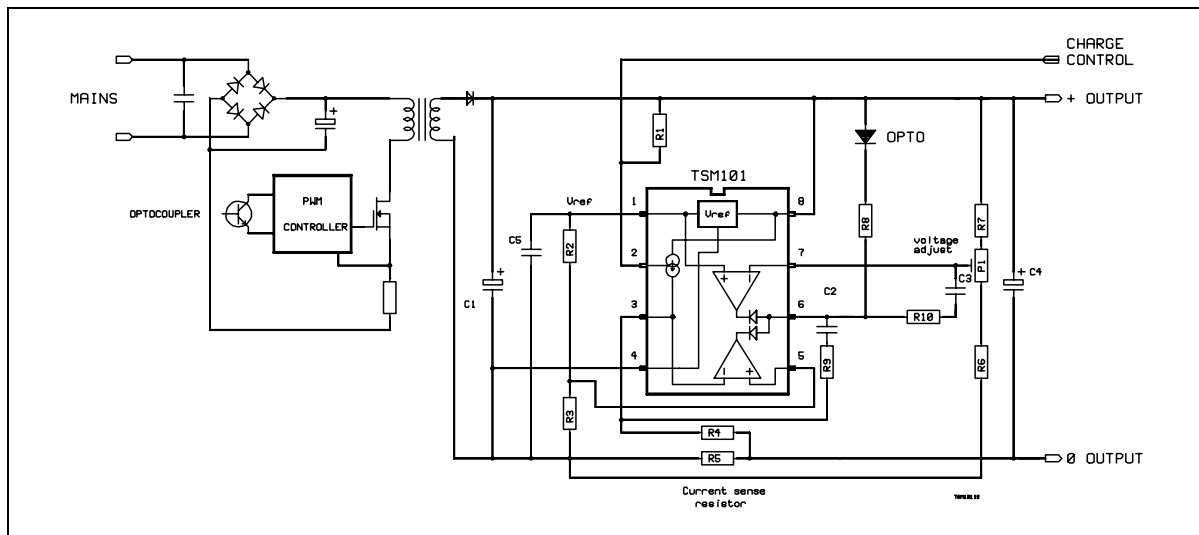 CHARGE
CONTROL
MAINS
+ OUTPUT
+
R1
OPTO
TSM101
PWM
CONTROLLER
OPTOCOUPLER
Vref
1
8
Vref
R2
R8
R7
C5
voltage
adjust
2
7
P1
+
-
C3
+
C4
+
C1
3
6
C2
R10
4
5
R9
R6
-
+
R3
R4
R5
0 OUTPUT
Current sense
resistor